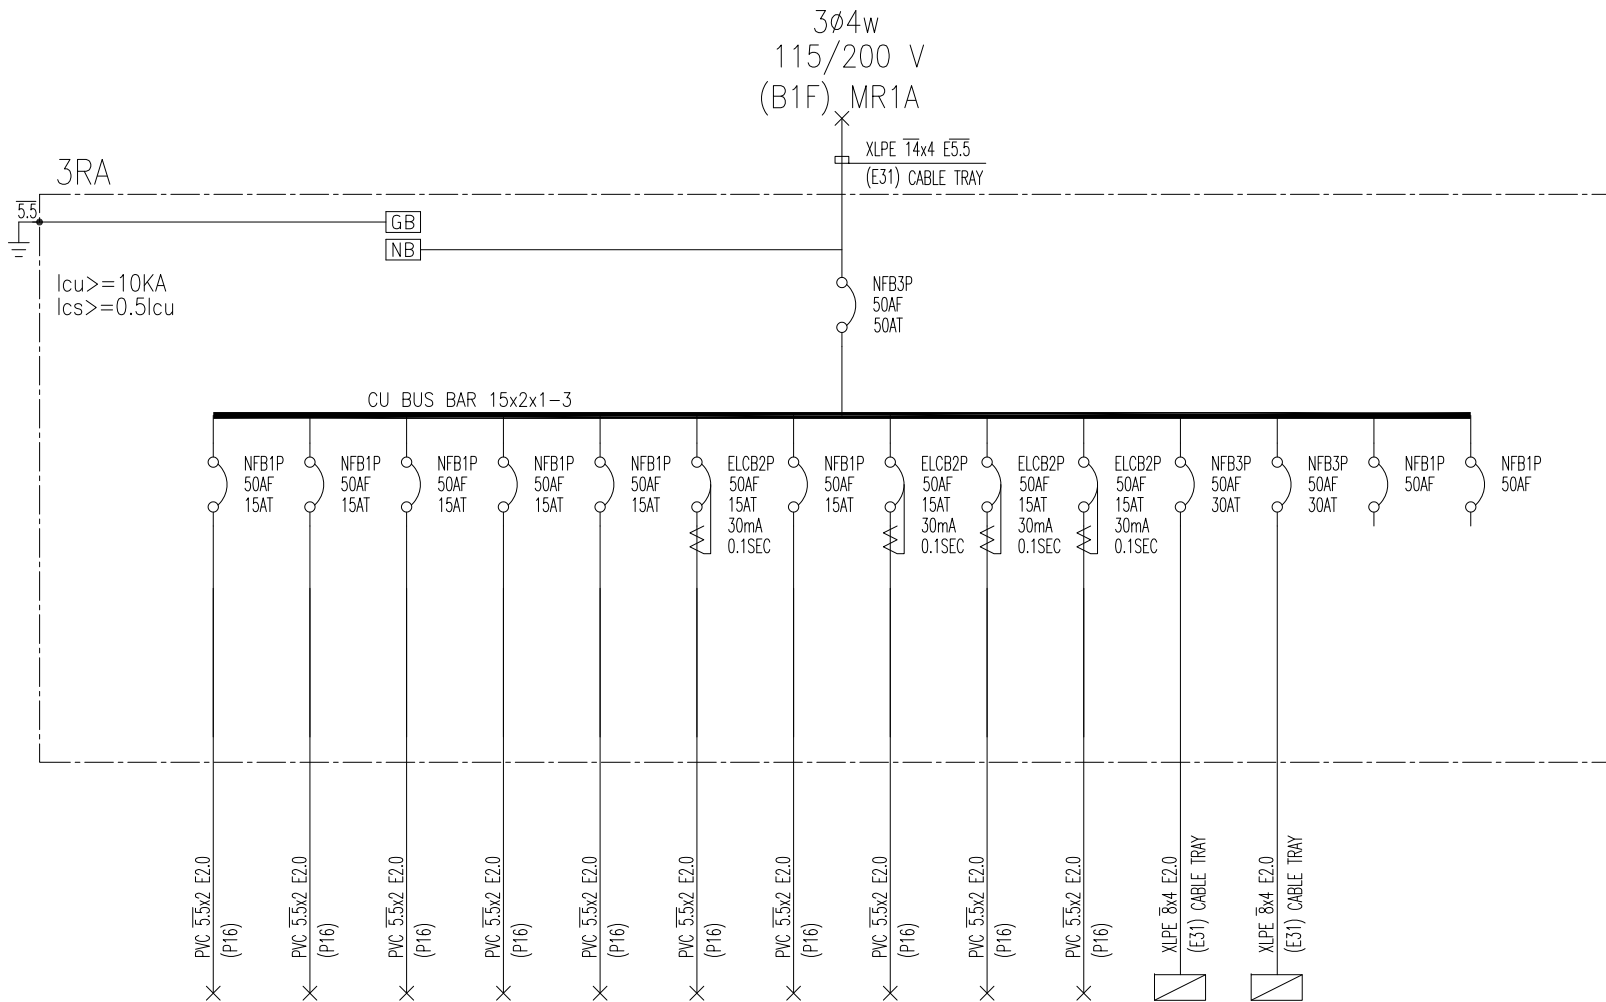 3ø4w
115/200 V
(B1F) MR1A
XLPE 14x4 E5.5
(E31) CABLE TRAY
3RA
5.5
GB
NB
Icu>=10KA
Ics>=0.5Icu
NFB3P
50AF
50AT
CU BUS BAR 15x2x1-3
NFB1P
50AF
15AT
NFB1P
50AF
15AT
NFB1P
50AF
15AT
NFB1P
50AF
15AT
NFB1P
50AF
15AT
ELCB2P
50AF
15AT
30mA
0.1SEC
NFB1P
50AF
15AT
ELCB2P
50AF
15AT
30mA
0.1SEC
ELCB2P
50AF
15AT
30mA
0.1SEC
ELCB2P
50AF
15AT
30mA
0.1SEC
NFB3P
50AF
30AT
NFB3P
50AF
30AT
NFB1P
50AF
NFB1P
50AF
PVC 5.5x2 E2.0
(P16)
PVC 5.5x2 E2.0
(P16)
PVC 5.5x2 E2.0
(P16)
PVC 5.5x2 E2.0
(P16)
PVC 5.5x2 E2.0
(P16)
PVC 5.5x2 E2.0
(P16)
PVC 5.5x2 E2.0
(P16)
PVC 5.5x2 E2.0
(P16)
PVC 5.5x2 E2.0
(P16)
PVC 5.5x2 E2.0
(P16)
XLPE 8x4 E2.0
(E31) CABLE TRAY
XLPE 8x4 E2.0
(E31) CABLE TRAY